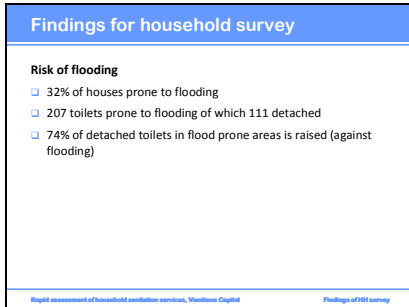 Findings for household survey
Risk of flooding
32% of houses prone to flooding
207 toilets prone to flooding of which 111 detached
74% of detached toilets in flood prone areas is raised (against
flooding)
Rapid assessment of household sanitation services, Vientiane Capital Findings of HH survey